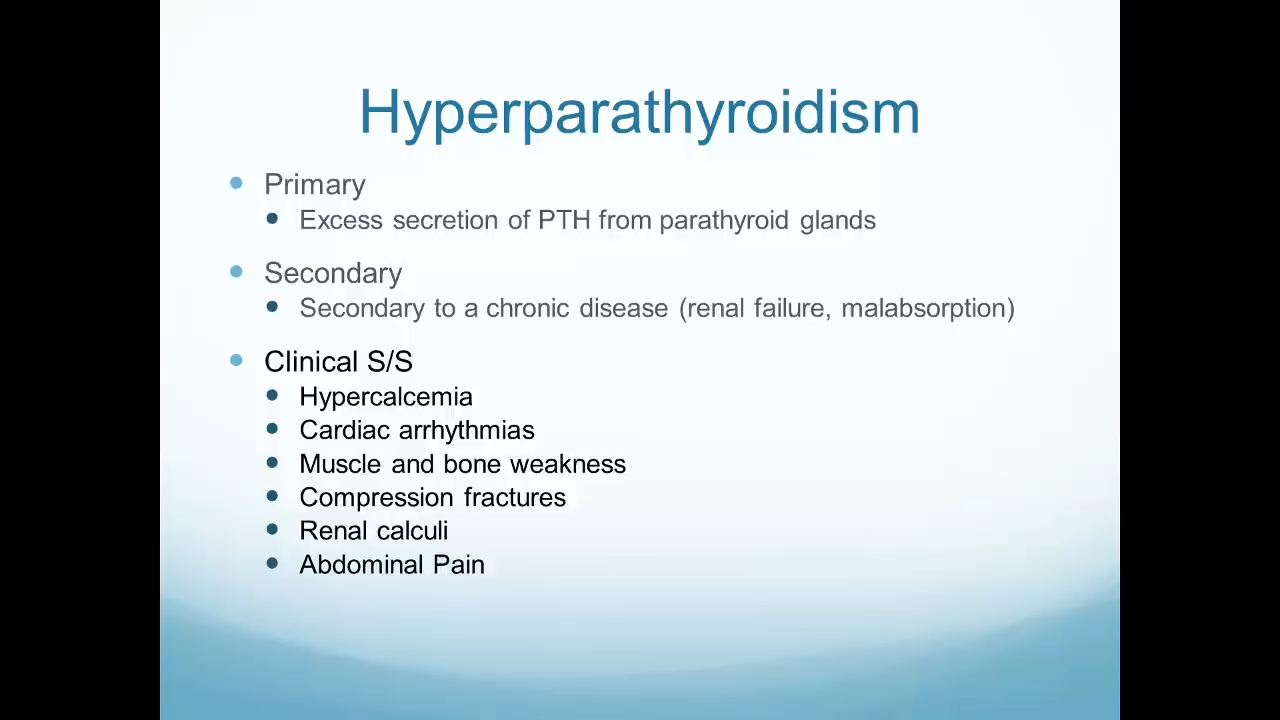 Hyperparathyroidism
Primary
Excess secretion of PTH from parathyroid glands
Secondary
Secondary to a chronic disease (renal failure, malabsorption)
Clinical S/S
Hypercalcemia
Cardiac arrhythmias
Muscle and bone weakness
Compression fractures
Renal calculi
Abdominal Pain